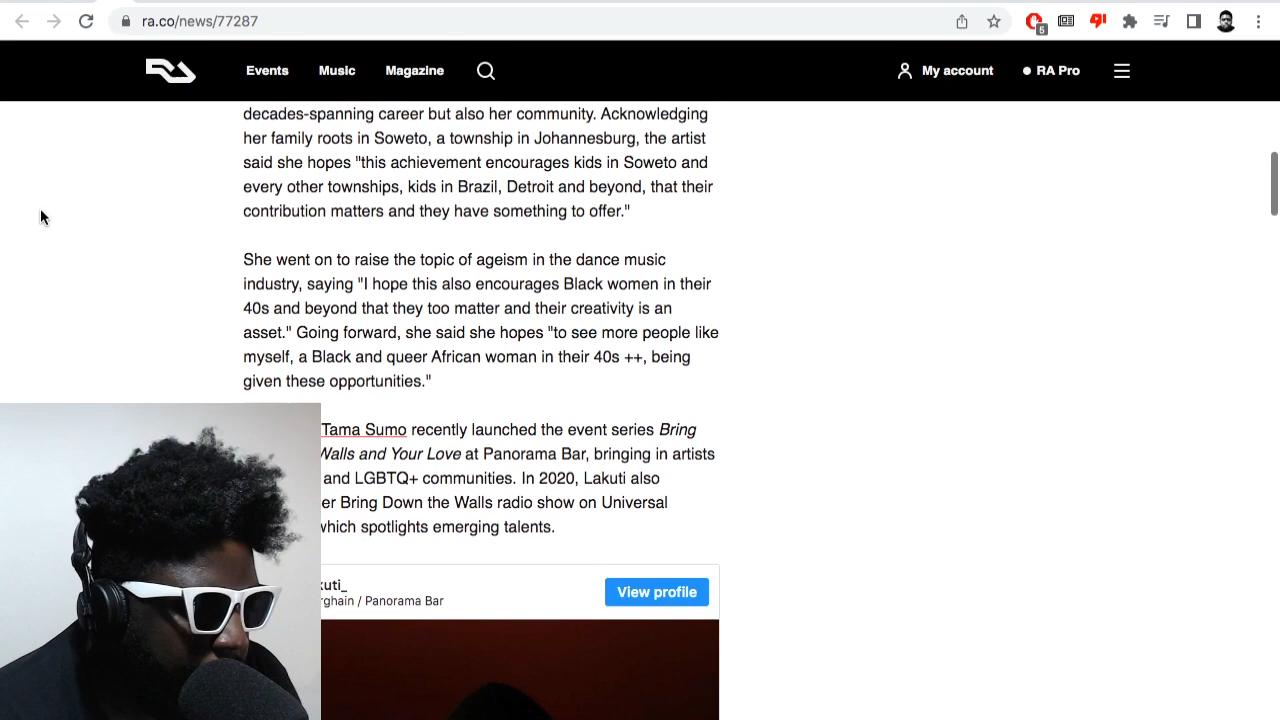 ra.co/news/77287
5
Events
Music
Magazine
My account
RA Pro
decades-spanning career but also her community. Acknowledging
her family roots in Soweto, a township in Johannesburg, the artist
said she hopes "this achievement encourages kids in Soweto and
every other townships, kids in Brazil, Detroit and beyond, that their
contribution matters and they have something to offer."
She went on to raise the topic of ageism in the dance music
industry, saying "I hope this also encourages Black women in their
40s and beyond that they too matter and their creativity is an
asset." Going forward, she said she hopes "to see more people like
myself, a Black and queer African woman in their 40s ++, being
given these opportunities."
Tama Sumo recently launched the event series Bring
Walls and Your Love at Panorama Bar, bringing in artists
and LGBTQ+ communities. In 2020, Lakuti also
er Bring Down the Walls radio show on Universal
which spotlights emerging talents.
kuti_
rghain / Panorama Bar
View profile